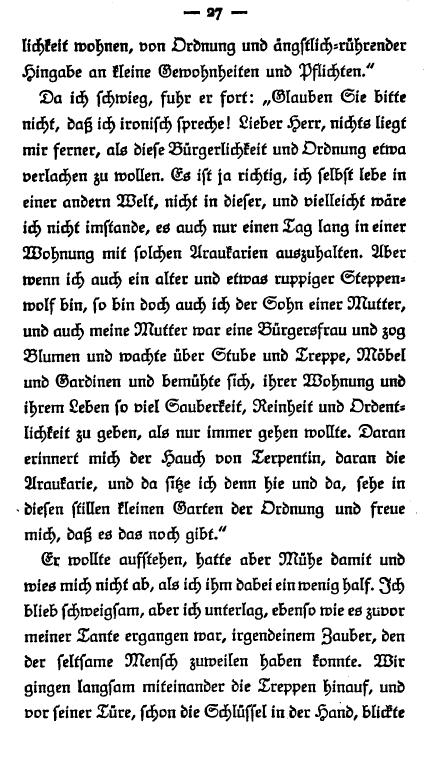 — 27 —
lichkeit wohnen, von Ordnung und ängstlich-rührender
Hingabe an kleine Gewohnheiten und Pflichten.“
Da ich schwieg, fuhr er fort: „Glauben Sie bitte
nicht, daß ich ironisch spreche! Lieber Herr, nichts liegt
mir ferner, als diese Bürgerlichkeit und Ordnung etwa
verlachen zu wollen. Es ist ja richtig, ich selbst lebe in
einer andern Welt, nicht in dieser, und vielleicht wäre
ich nicht imstande, es auch nur einen Tag lang in einer
Wohnung mit solchen Araukarien auszuhalten. Aber
wenn ich auch ein alter und etwas ruppiger Steppen-
wolf bin, so bin doch auch ich der Sohn einer Mutter,
und auch meine Mutter war eine Bürgersfrau und zog
Blumen und wachte über Stube und Treppe, Möbel
und Gardinen und bemühte sich, ihrer Wohnung und
ihrem Leben so viel Sauberkeit, Reinheit und Ordent-
lichkeit zu geben, als nur immer gehen wollte. Daran
erinnert mich der Hauch von Terpentin, daran die
Araukarie, und da sitze ich denn hie und da, sehe in
diesen stillen kleinen Garten der Ordnung und freue
mich, daß es das noch gibt.“
Er wollte aufstehen, hatte aber Mühe damit und
wies mich nicht ab, als ich ihm dabei ein wenig half. Ich
blieb schweigsam, aber ich unterlag, ebenso wie es zuvor
meiner Tante ergangen war, irgendeinem Zauber, den
der seltsame Mensch zuweilen haben konnte. Wir
gingen langsam miteinander die Treppen hinauf, und
vor seiner Türe, schon die Schlüssel in der Hand, blickte